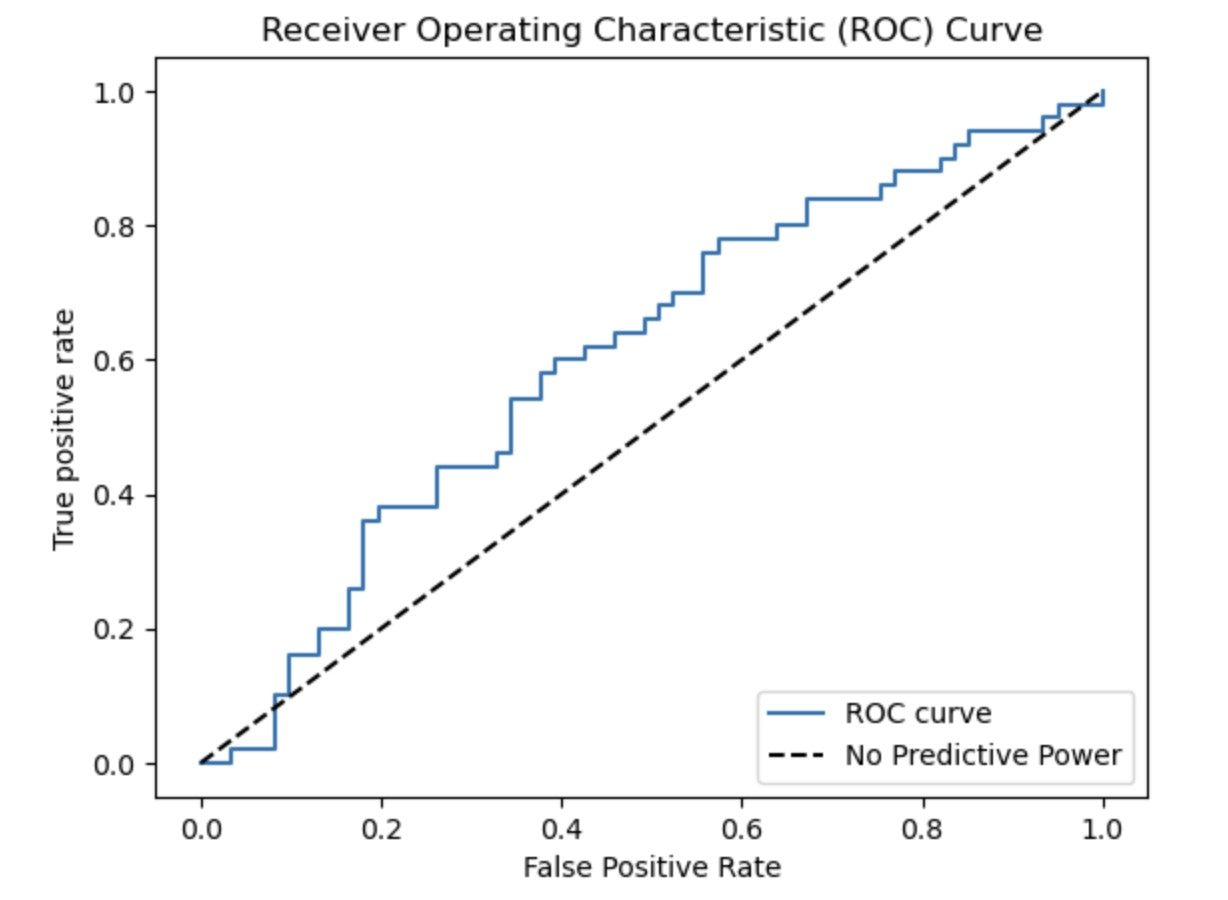 Receiver Operating Characteristic (ROC) Curve
1.0
0.8
0.6
0.4
0.2
0.0
True positive rate
ROC curve
No Predictive Power
0.0 0.2 0.4 0.6 0.8 1.0
False Positive Rate